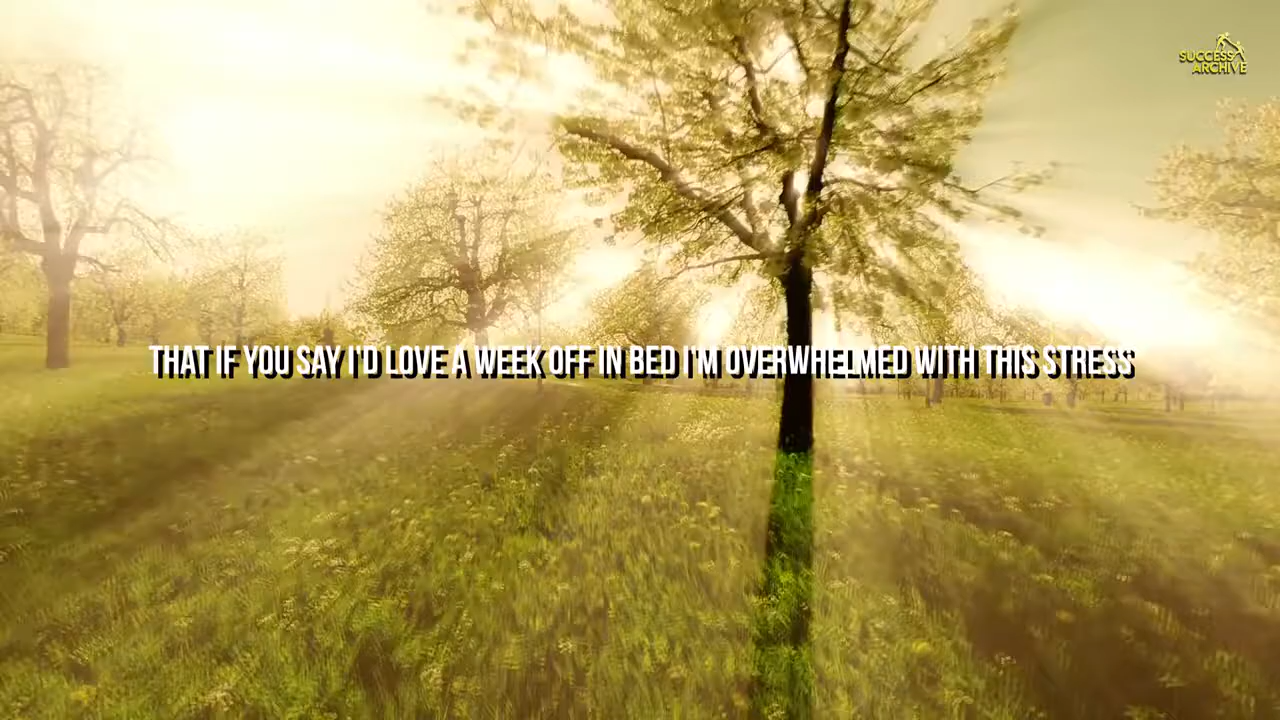 SUCCESS
ARCHIVE
THAT IF YOU SAY I'D LOVE A WEEK OFF IN BED I'M OVERWHELMED WITH THIS STRESS